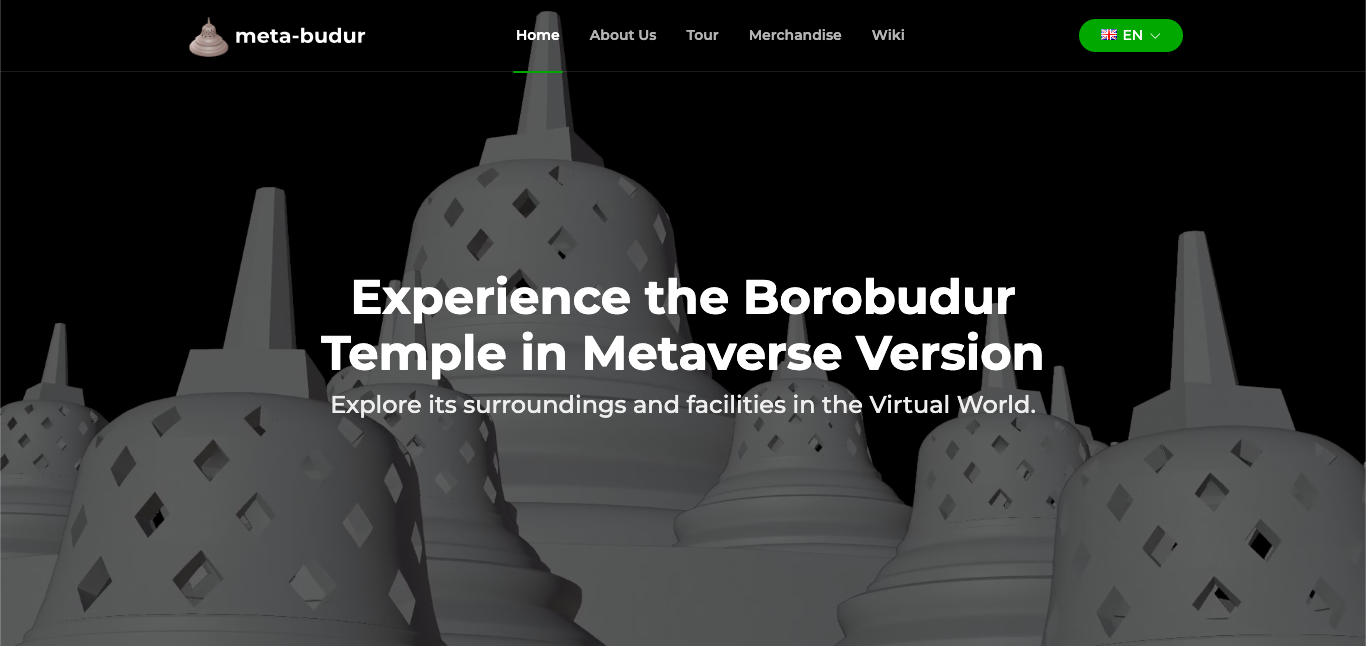 meta-budur
Home
About Us
Tour
Merchandise
Wiki
EN
Experience the Borobudur
Temple in Metaverse Version
Explore its surroundings and facilities in the Virtual World.